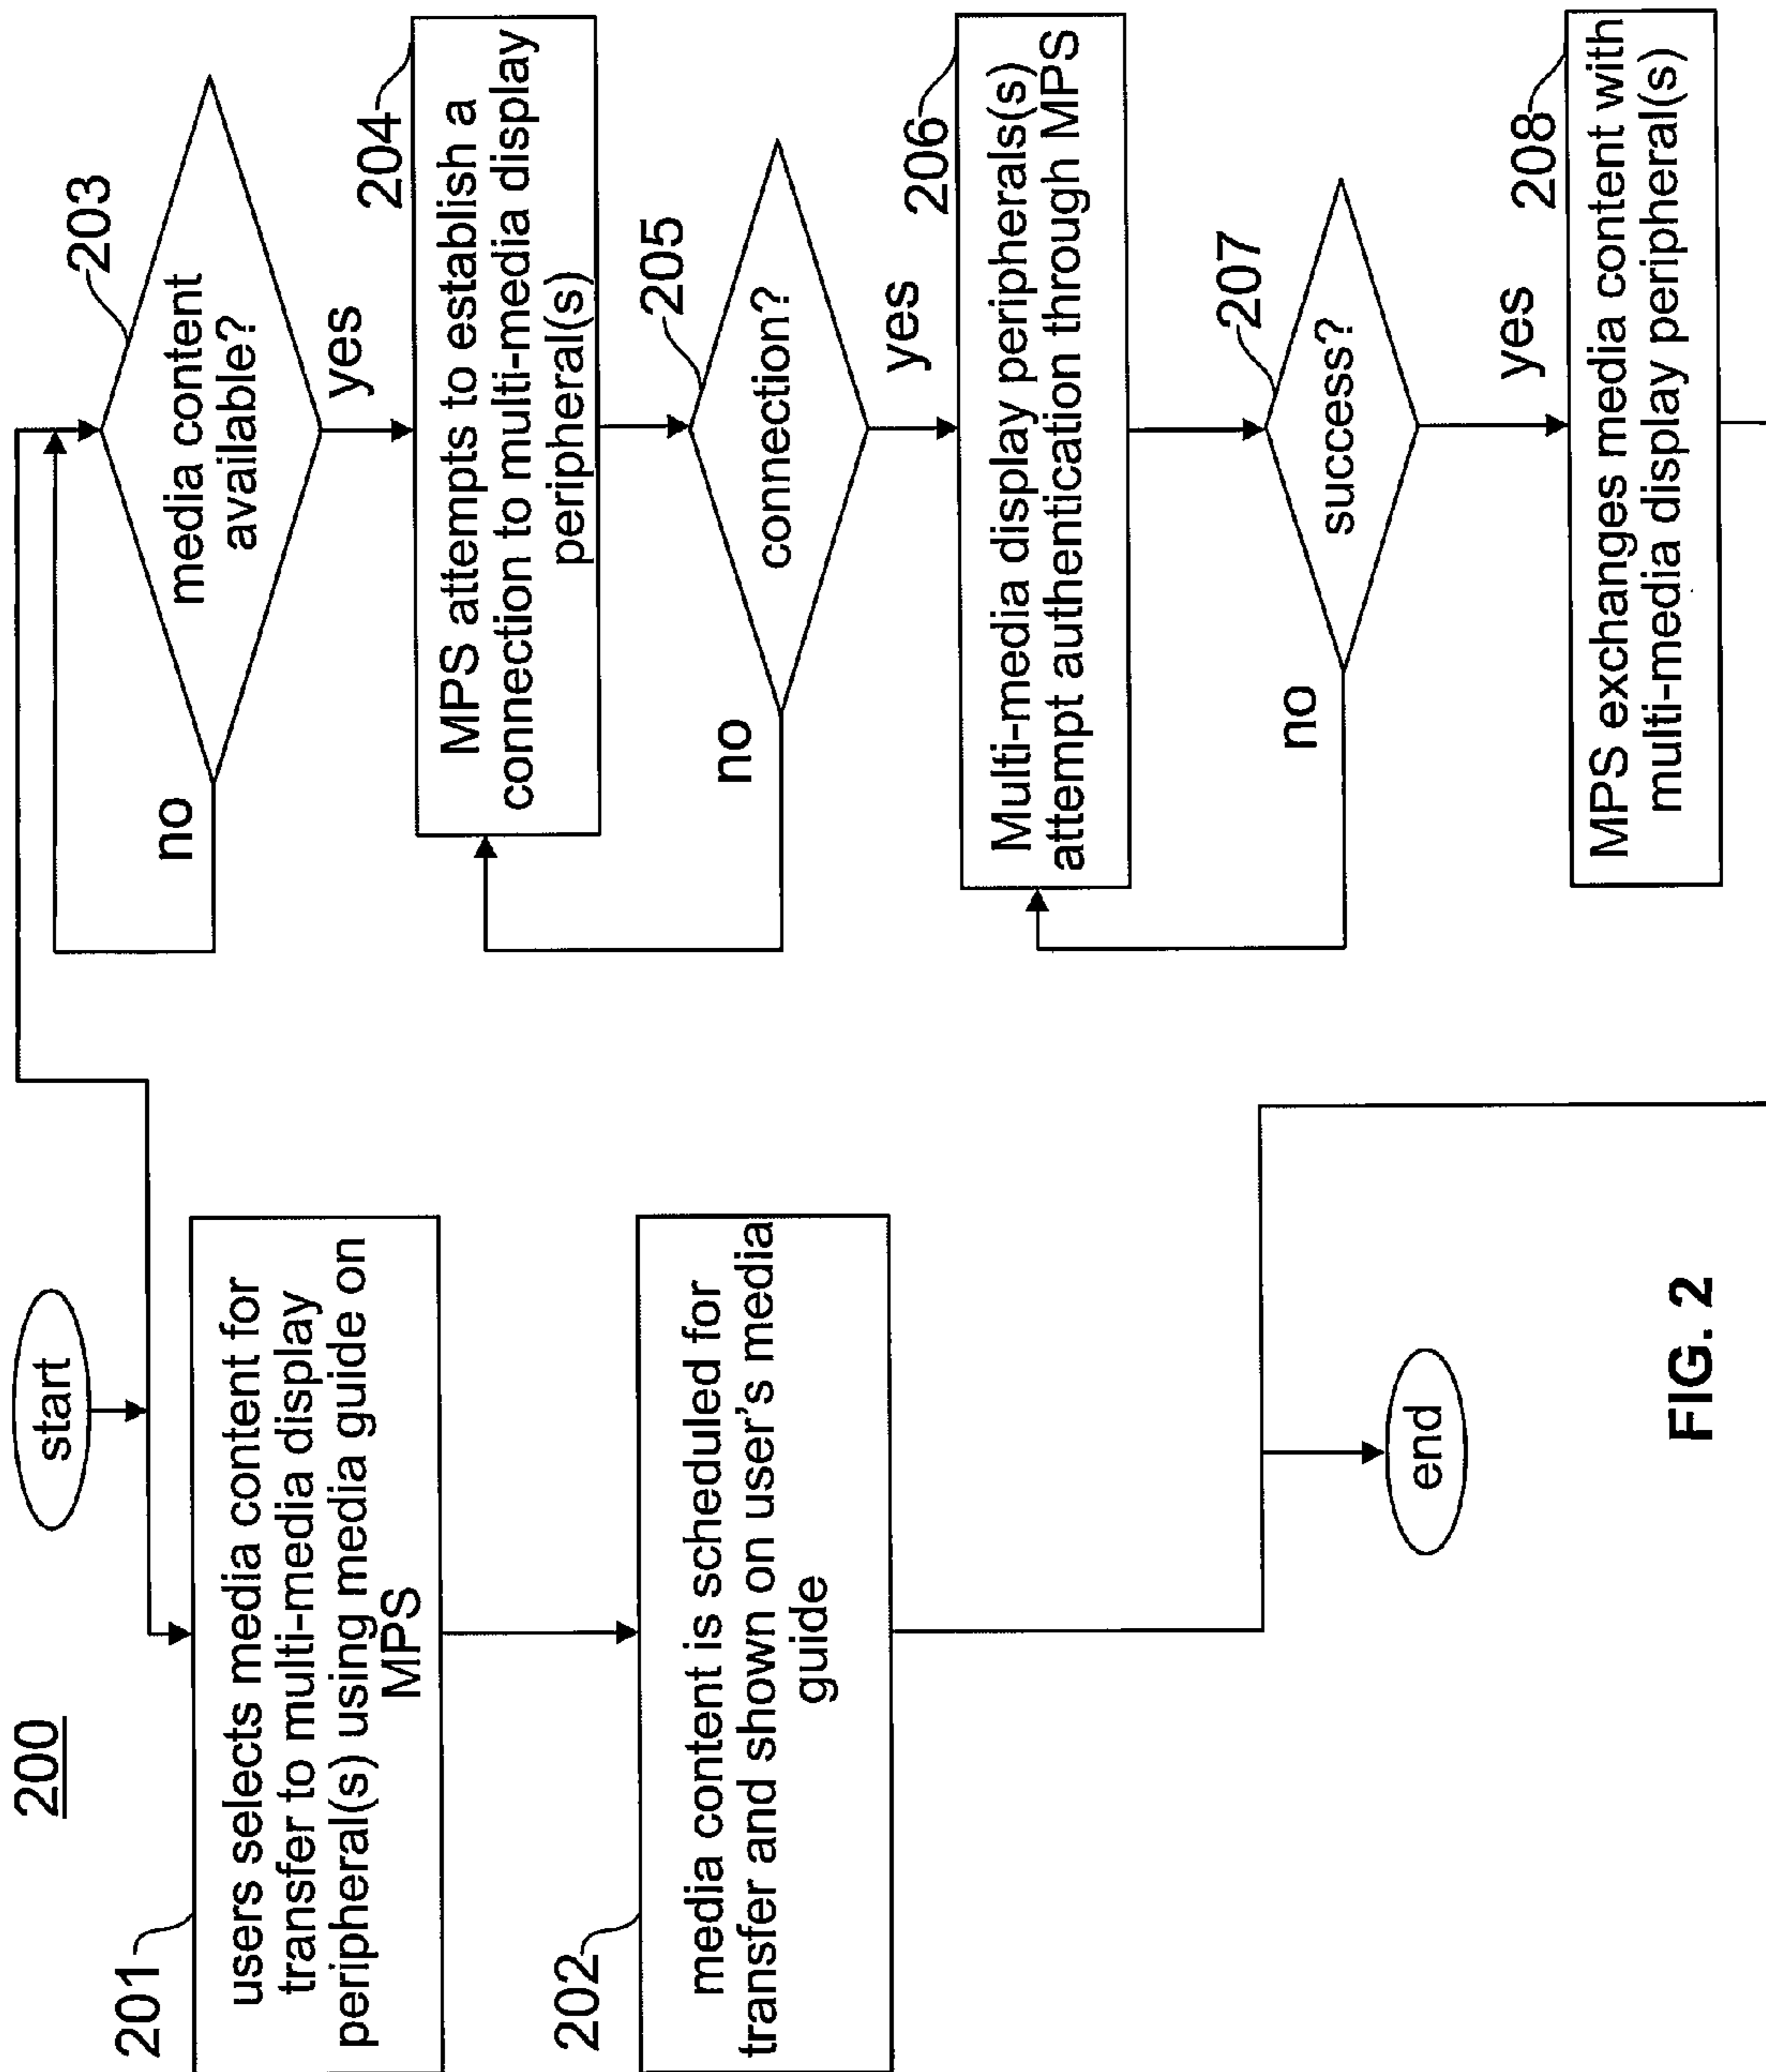 200
start
201
users selects media content for
transfer to multi-media display
peripheral(s) using media guide on
MPS
202
media content is scheduled for
transfer and shown on user's media
guide
end
203
media content
available?
no
yes
204
MPS attempts to establish a
connection to multi-media display
peripheral(s)
205
connection?
no
yes
206
Multi-media display peripherals(s)
attempt authentication through MPS
207
success?
no
yes
208
MPS exchanges media content with
multi-media display peripheral(s)
FIG. 2